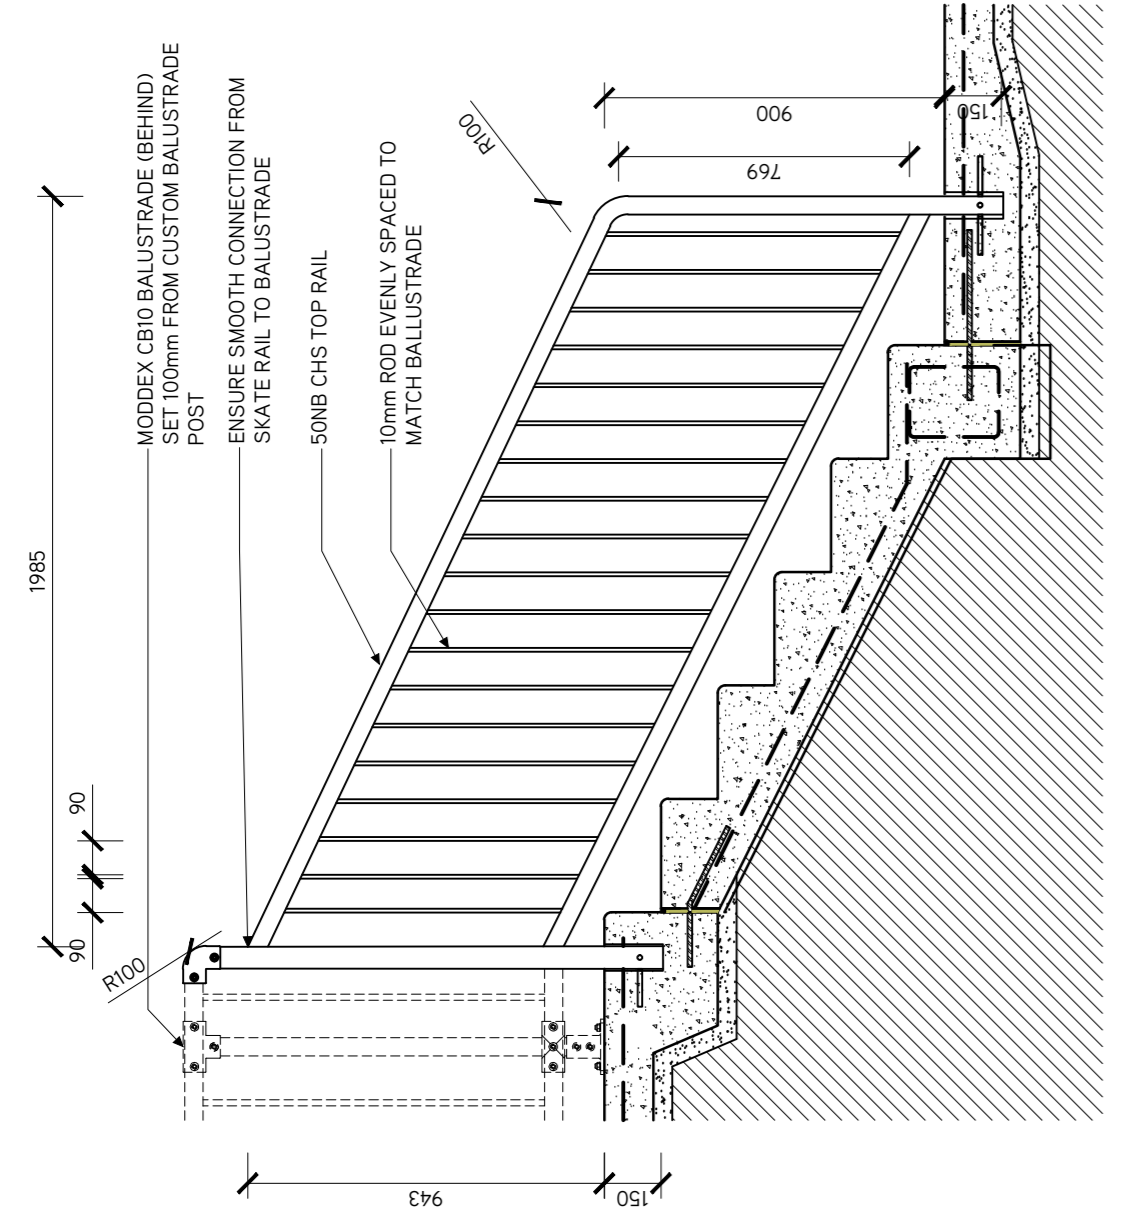 1985
MODDEX CB10 BALUSTRADE (BEHIND)
SET 100mm FROM CUSTOM BALUSTRADE
POST
ENSURE SMOOTH CONNECTION FROM
SKATE RAIL TO BALUSTRADE
50NB CHS TOP RAIL
10mm ROD EVENLY SPACED TO
MATCH BALLUSTRADE
R100
900
150
769
90
90
R100
943
150